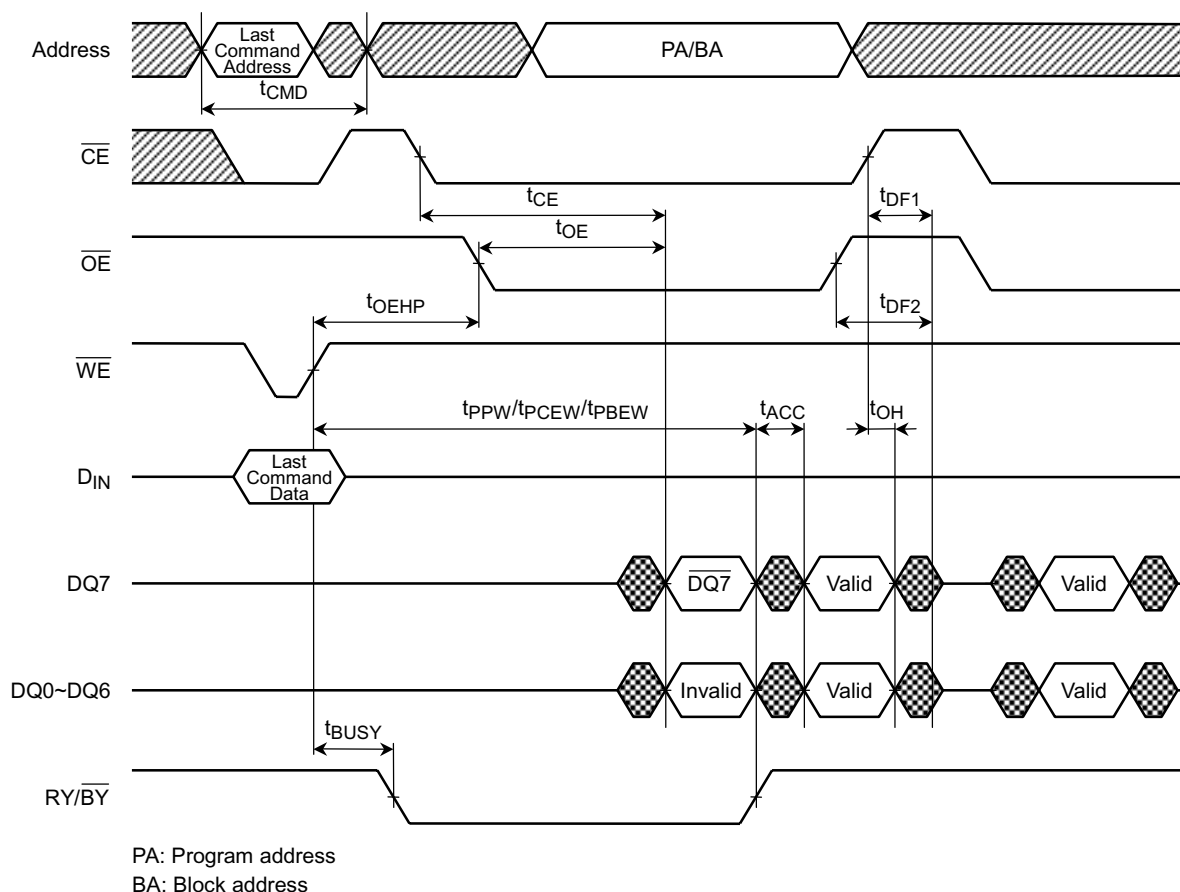 Address
Last
Command
Address
PA/BA
tCMD
CE
tCE
tDF1
OE
tOE
tOEHP
tDF2
WE
tPPW/tPCEW/tPBEW
tACC
tOH
DIN
Last
Command
Data
DQ7
DQ7
Valid
Valid
DQ0~DQ6
Invalid
Valid
Valid
tBUSY
RY/BY
PA: Program address
BA: Block address